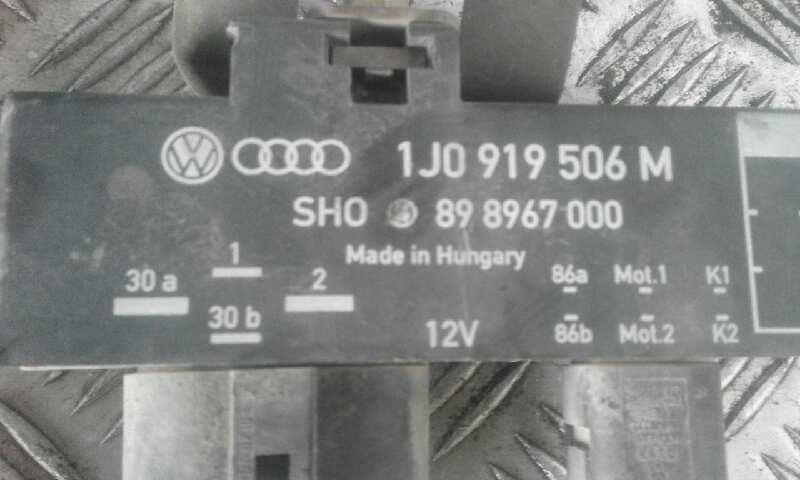 1J0 919 506 M
SHO 89 8967 000
Made in Hungary
30 a 1 2 86a Mot.1 K1
30 b 12V 86b Mot.2 K2